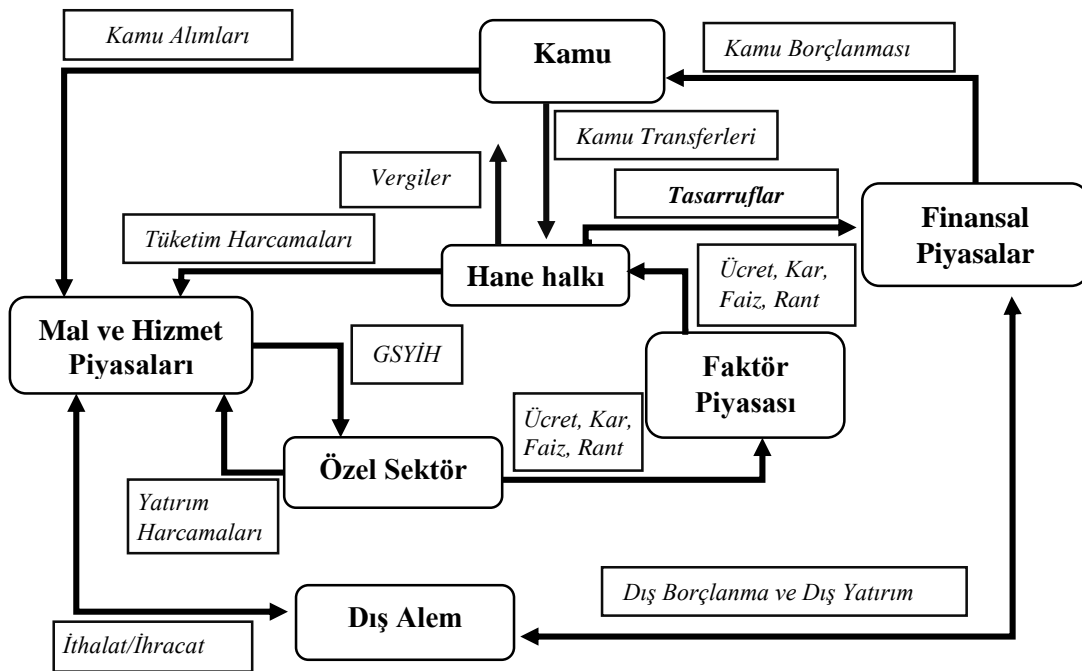 Kamu Alımları
Kamu
Kamu Borçlanması
Kamu Transferleri
Vergiler
Tasarruflar
Finansal
Piyasalar
Tüketim Harcamaları
Hane halkı
Ücret, Kar,
Faiz, Rant
Mal ve Hizmet
Piyasaları
GSYİH
Faktör
Piyasası
Ücret, Kar,
Faiz, Rant
Özel Sektör
Yatırım
Harcamaları
Dış Borçlanma ve Dış Yatırım
Dış Alem
İthalat/İhracat